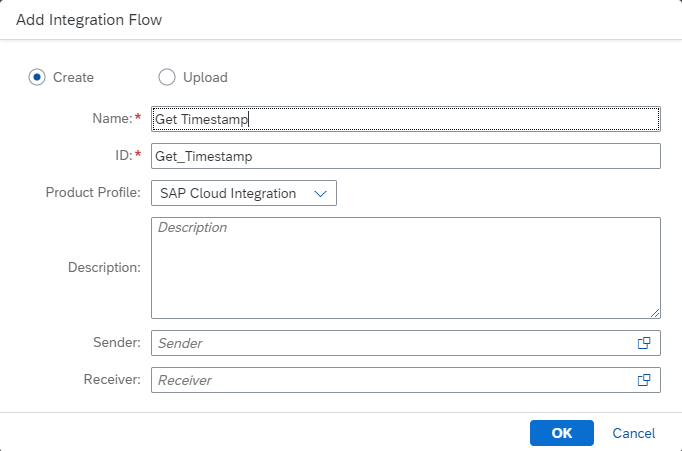 Add Integration Flow
Create Upload
Name:* Get Timestamp
ID:* Get_Timestamp
Product Profile: SAP Cloud Integration
Description
Description:
Sender: Sender
Receiver: Receiver
OK Cancel